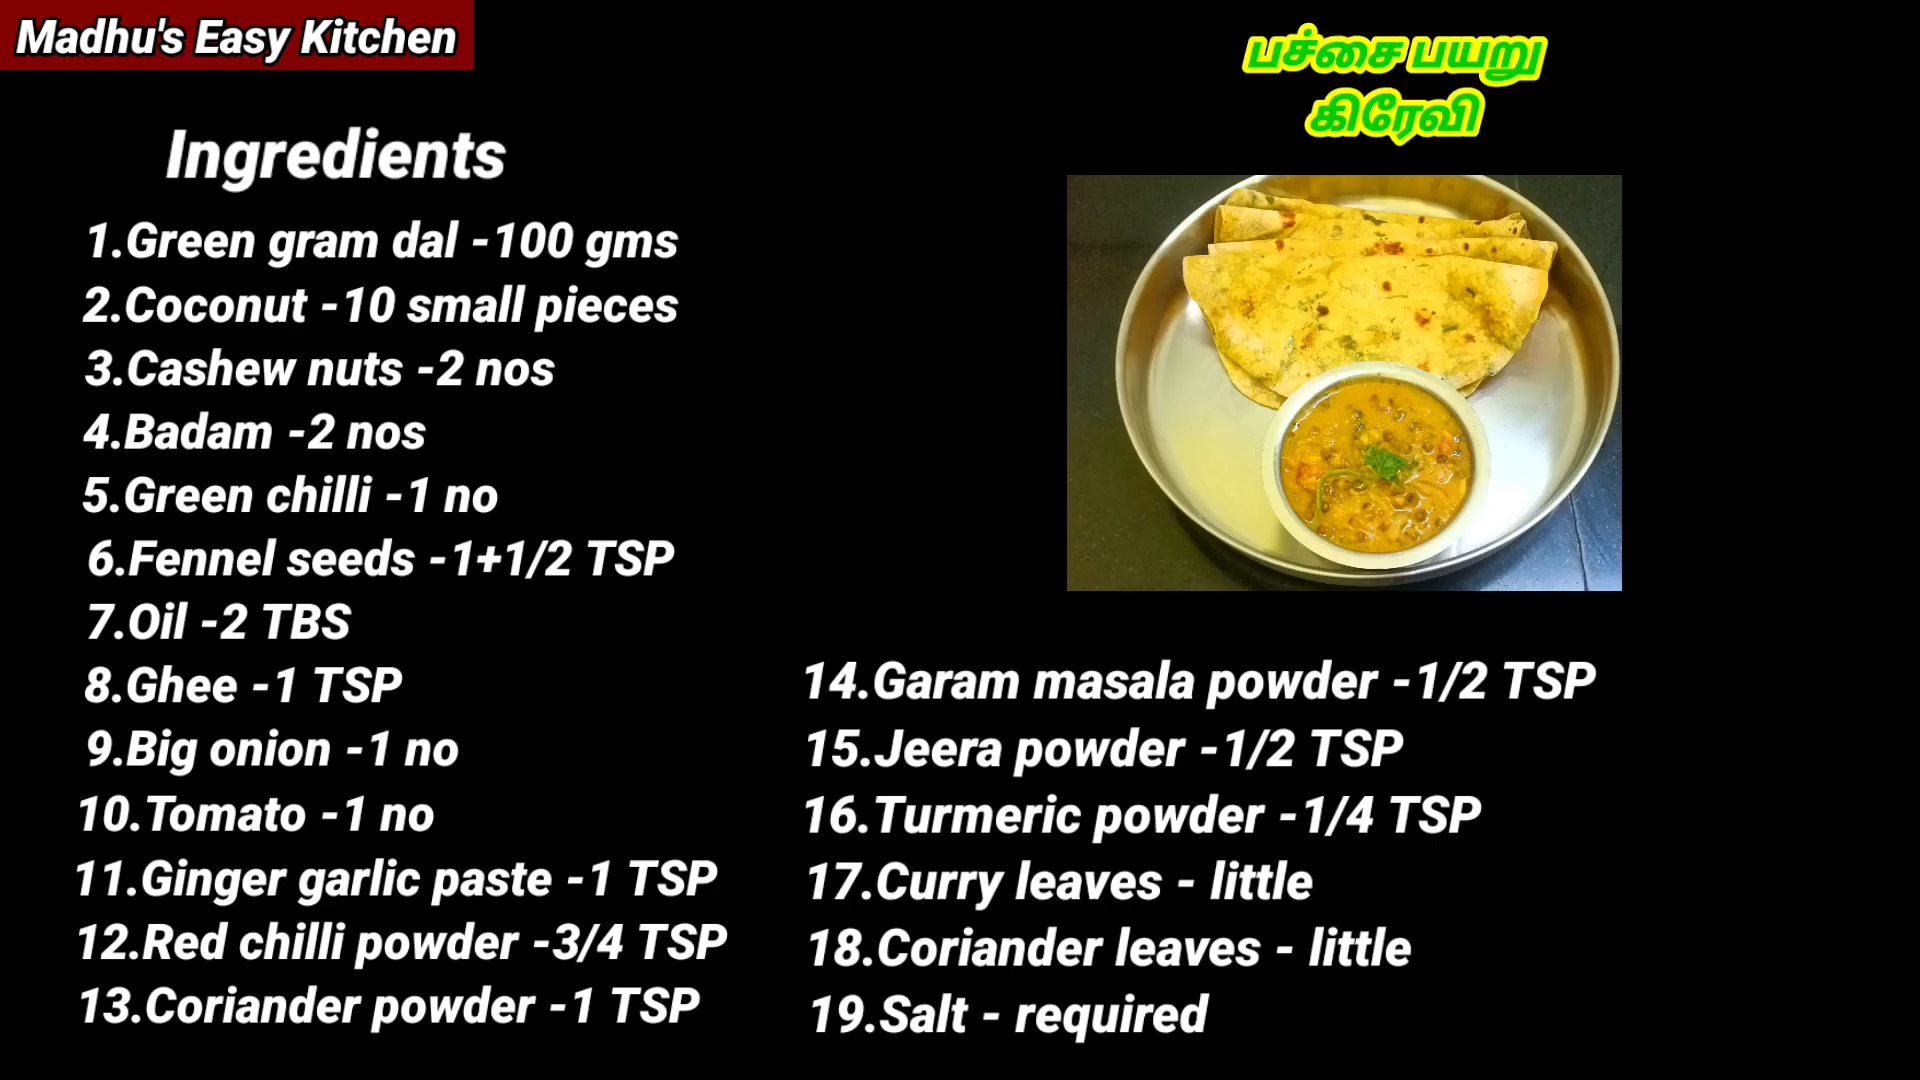 Madhu's Easy Kitchen
பச்சை பயறு
கிரேவி
Ingredients
1.Green gram dal -100 gms
2.Coconut -10 small pieces
3.Cashew nuts -2 nos
4.Badam -2 nos
5.Green chilli -1 no
6.Fennel seeds -1+1/2 TSP
7.Oil -2 TBS
8.Ghee -1 TSP
9.Big onion -1 no
10.Tomato -1 no
11.Ginger garlic paste -1 TSP
12.Red chilli powder -3/4 TSP
13.Coriander powder -1 TSP
14.Garam masala powder -1/2 TSP
15.Jeera powder -1/2 TSP
16.Turmeric powder -1/4 TSP
17.Curry leaves - little
18.Coriander leaves - little
19.Salt - required